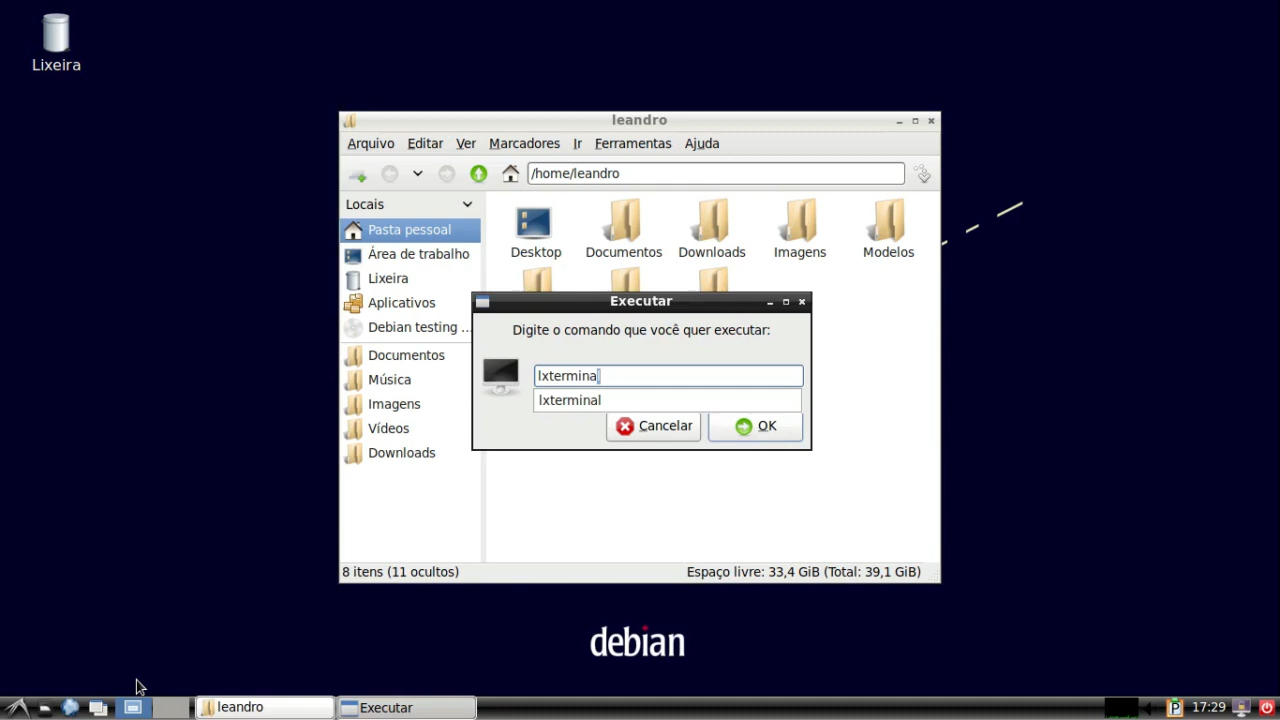 Lixeira
leandro
Arquivo Editar Ver Marcadores Ir Ferramentas Ajuda
/home/leandro
Locais
Pasta pessoal
Área de trabalho
Lixeira
Aplicativos
Debian testing ...
Documentos
Música
Imagens
Vídeos
Downloads
Desktop Documentos Downloads Imagens Modelos
Executar
Digite o comando que você quer executar:
lxterminal
lxterminal
Cancelar OK
8 itens (11 ocultos) Espaço livre: 33,4 GiB (Total: 39,1 GiB)
debian
leandro Executar P 17:29